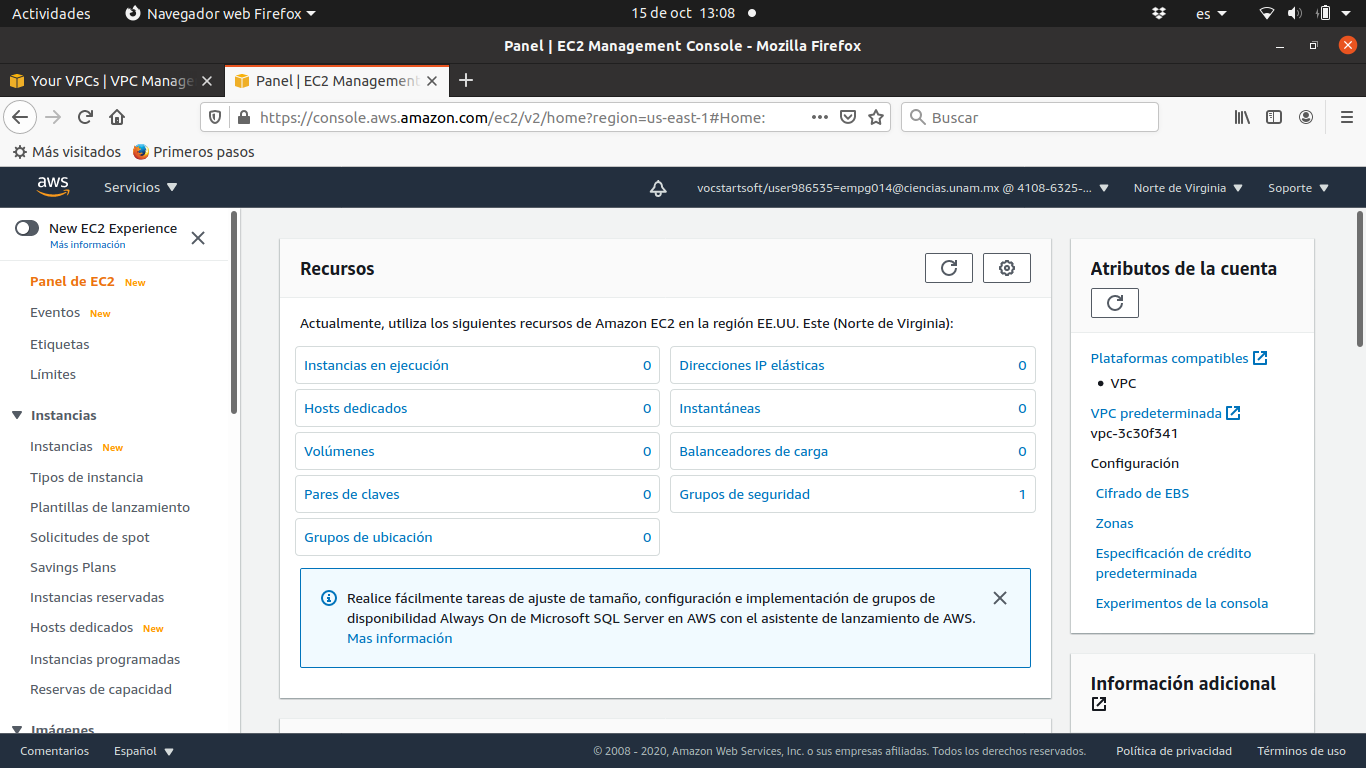 Actividades Navegador web Firefox 15 de oct 13:08 es
Panel | EC2 Management Console - Mozilla Firefox
Your VPCs | VPC Manage Panel | EC2 Management
https://console.aws.amazon.com/ec2/v2/home?region=us-east-1#Home: Buscar
Más visitados Primeros pasos
aws Servicios vocstartsoft/user986535=empg014@ciencias.unam.mx @ 4108-6325-... Norte de Virginia Soporte
New EC2 Experience
Más información
Panel de EC2 New
Eventos New
Etiquetas
Límites
Instancias
Instancias New
Tipos de instancia
Plantillas de lanzamiento
Solicitudes de spot
Savings Plans
Instancias reservadas
Hosts dedicados New
Instancias programadas
Reservas de capacidad
Imágenes
Recursos
Actualmente, utiliza los siguientes recursos de Amazon EC2 en la región EE.UU. Este (Norte de Virginia):
Instancias en ejecución 0 Direcciones IP elásticas 0
Hosts dedicados 0 Instantáneas 0
Volúmenes 0 Balanceadores de carga 0
Pares de claves 0 Grupos de seguridad 1
Grupos de ubicación 0
Realice fácilmente tareas de ajuste de tamaño, configuración e implementación de grupos de
disponibilidad Always On de Microsoft SQL Server en AWS con el asistente de lanzamiento de AWS.
Mas información
Atributos de la cuenta
Plataformas compatibles
VPC
VPC predeterminada
vpc-3c30f341
Configuración
Cifrado de EBS
Zonas
Especificación de crédito
predeterminada
Experimentos de la consola
Información adicional
Comentarios Español © 2008 - 2020, Amazon Web Services, Inc. o sus empresas afiliadas. Todos los derechos reservados. Política de privacidad Términos de uso